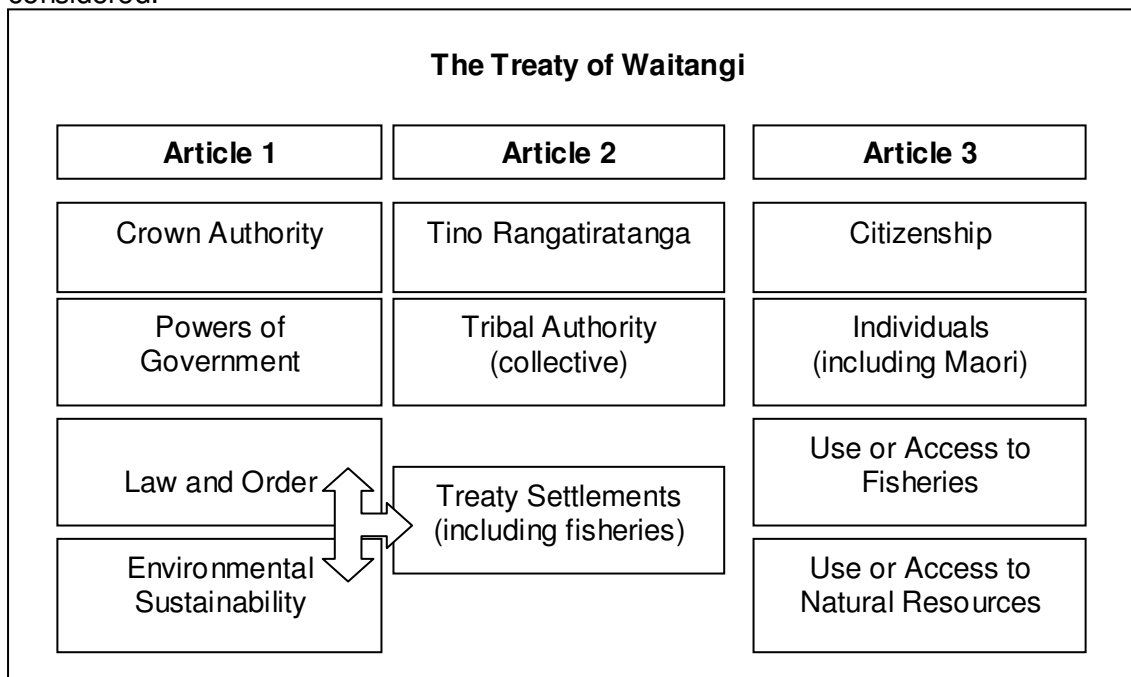 considered.
The Treaty of Waitangi
Article 1
Article 2
Article 3
Crown Authority
Tino Rangatiratanga
Citizenship
Powers of
Government
Tribal Authority
(collective)
Individuals
(including Maori)
Law and Order
Treaty Settlements
(including fisheries)
Use or Access to
Fisheries
Environmental
Sustainability
Use or Access to
Natural Resources